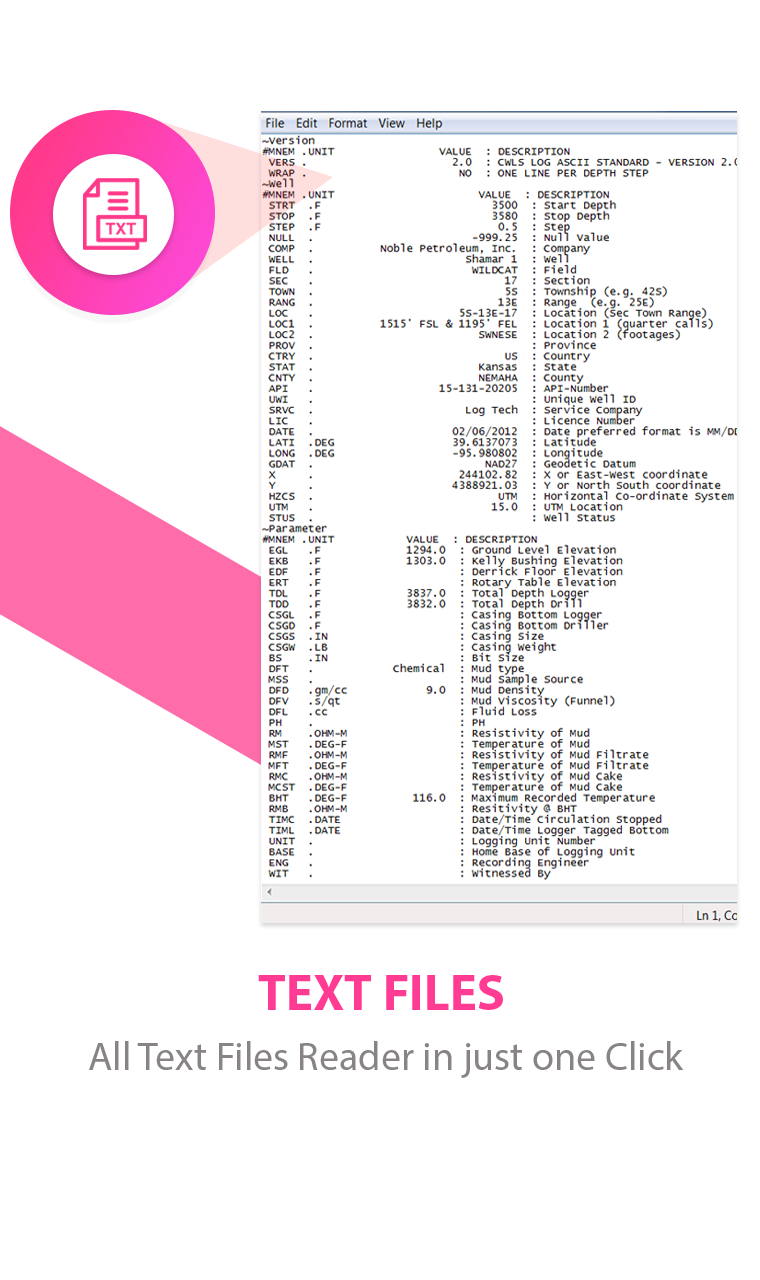 TXT
File Edit Format View Help
~Version
#MNEM .UNIT VALUE : DESCRIPTION
VERS . 2.0 : CWLS LOG ASCII STANDARD - VERSION 2.0
WRAP . NO : ONE LINE PER DEPTH STEP
~Well
#MNEM .UNIT VALUE : DESCRIPTION
STRT .F 3500 : Start Depth
STOP .F 3580 : Stop Depth
STEP .F 0.5 : Step
NULL . -999.25 : Null Value
COMP . Noble Petroleum, Inc. : Company
WELL . Shamar 1 : Well
FLD . WILDCAT : Field
SEC . 17 : Section
TOWN . 5S : Township (e.g. 42S)
RANG . 13E : Range (e.g. 25E)
LOC . 5S-13E-17 : Location (Sec Town Range)
LOC1 . 1515' FSL & 1195' FEL : Location 1 (quarter calls)
LOC2 . SWNESE : Location 2 (footages)
PROV . : Province
CTRY . US : Country
STAT . Kansas : State
CNTY . NEMAHA : County
API . 15-131-20205 : API-Number
UWI . : Unique Well ID
SRVC . Log Tech : Service Company
LIC . : Licence Number
DATE . 02/06/2012 : Date preferred format is MM/DD
LATI .DEG 39.6137073 : Latitude
LONG .DEG -95.980802 : Longitude
GDAT . NAD27 : Geodetic Datum
X . 244102.82 : X or East-West coordinate
Y . 4388921.03 : Y or North South coordinate
HZCS . UTM : Horizontal Co-ordinate System
UTM . 15.0 : UTM Location
STUS . : Well Status
~Parameter
#MNEM .UNIT VALUE : DESCRIPTION
EGL .F 1294.0 : Ground Level Elevation
EKB .F 1303.0 : Kelly Bushing Elevation
EDF .F : Derrick Floor Elevation
ERT .F : Rotary Table Elevation
TDL .F 3837.0 : Total Depth Logger
TDD .F 3832.0 : Total Depth Drill
CSGL .F : Casing Bottom Logger
CSGD .F : Casing Bottom Driller
CSGS .IN : Casing Size
CSGW .LB : Casing Weight
BS .IN : Bit Size
DFT . Chemical : Mud type
MSS . : Mud Sample Source
DFD .gm/cc 9.0 : Mud Density
DFV .s/qt : Mud Viscosity (Funnel)
DFL .cc : Fluid Loss
PH . : PH
RM .OHM-M : Resistivity of Mud
MST .DEG-F : Temperature of Mud
RMF .OHM-M : Resistivity of Mud Filtrate
MFT .DEG-F : Temperature of Mud Filtrate
RMC .OHM-M : Resistivity of Mud Cake
MCST .DEG-F : Temperature of Mud Cake
BHT .DEG-F 116.0 : Maximum Recorded Temperature
RMB .OHM-M : Resitivity @ BHT
TIMC .DATE : Date/Time Circulation Stopped
TIML .DATE : Date/Time Logger Tagged Bottom
UNIT . : Logging Unit Number
BASE . : Home Base of Logging Unit
ENG . : Recording Engineer
WIT . : Witnessed By
Ln 1, Co
TEXT FILES
All Text Files Reader in just one Click